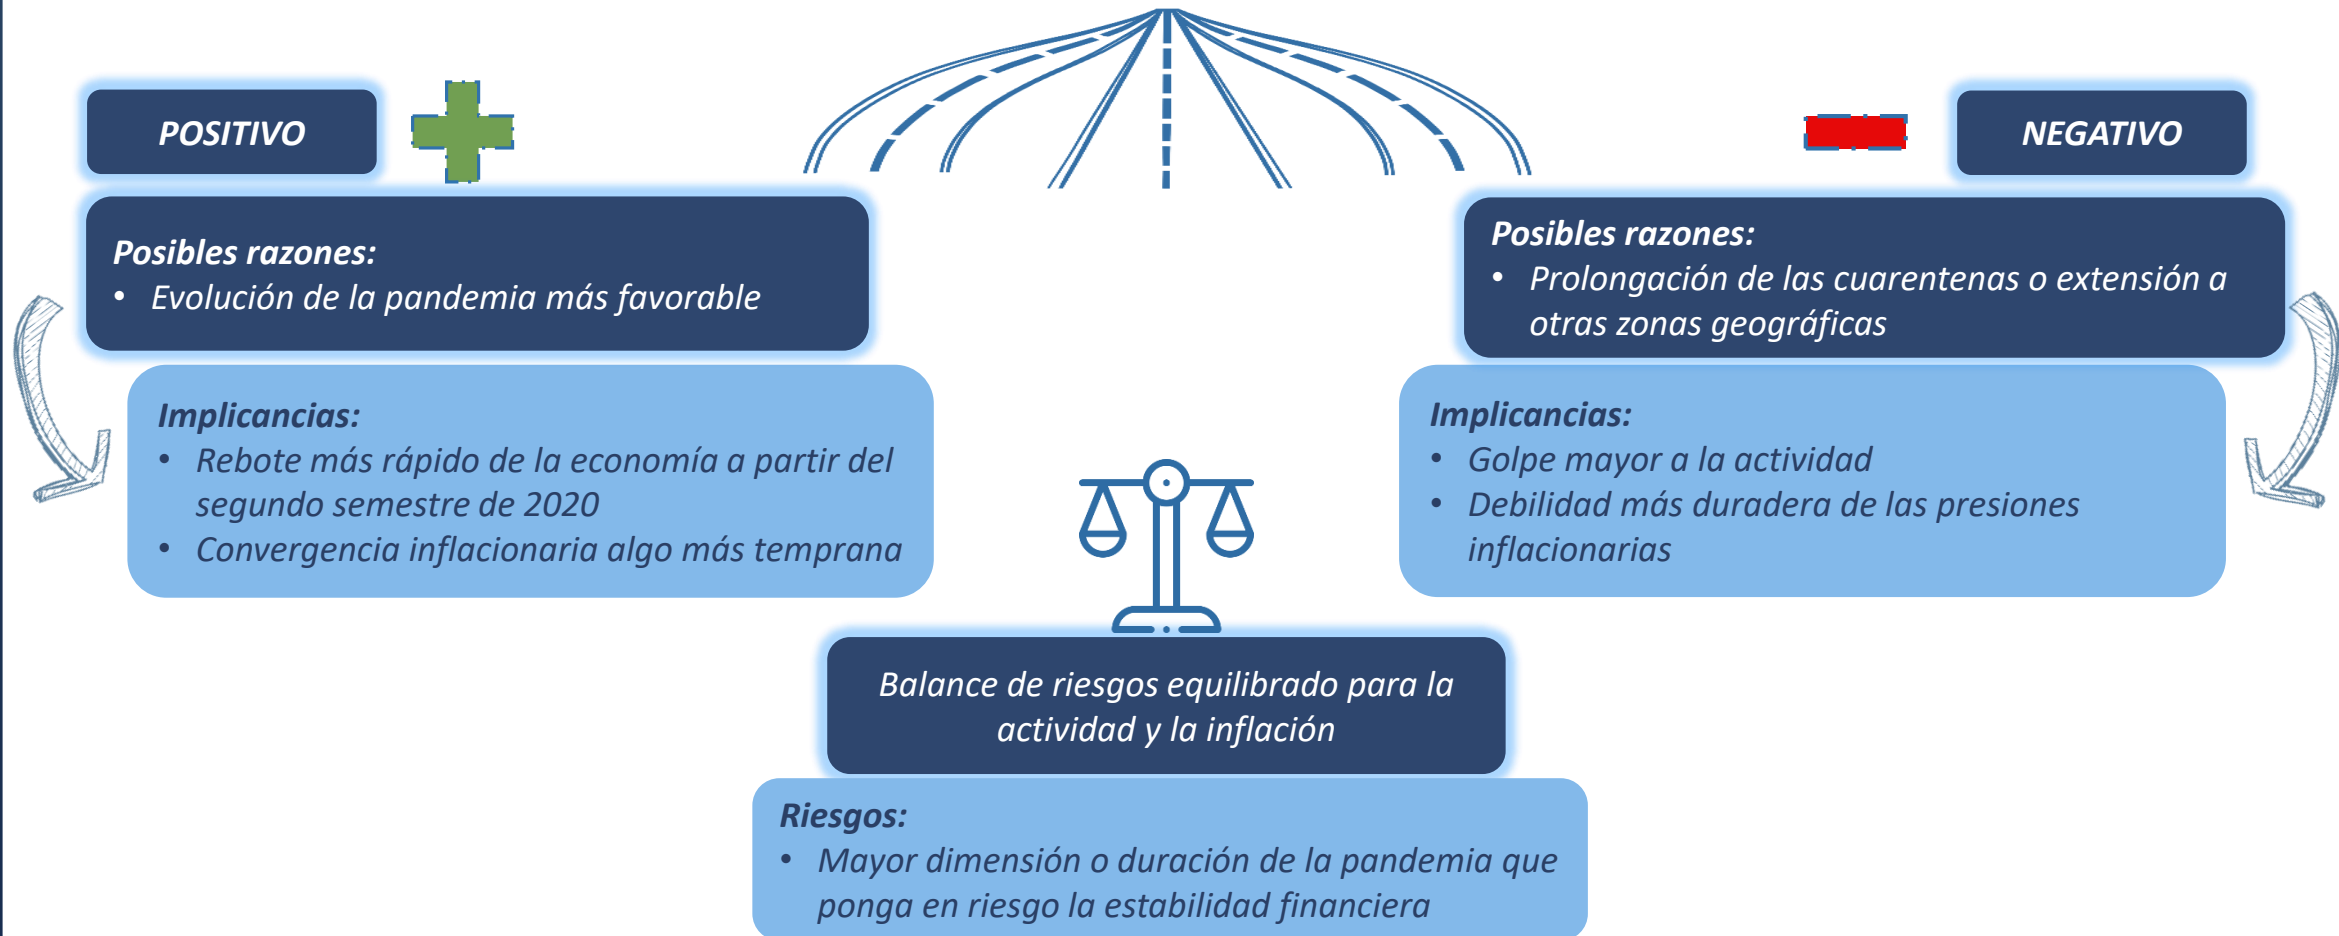 POSITIVO
Posibles razones:
• Evolución de la pandemia más favorable
Implicancias:
• Rebote más rápido de la economía a partir del
segundo semestre de 2020
• Convergencia inflacionaria algo más temprana
NEGATIVO
Posibles razones:
• Prolongación de las cuarentenas o extensión a
otras zonas geográficas
Implicancias:
• Golpe mayor a la actividad
• Debilidad más duradera de las presiones
inflacionarias
Balance de riesgos equilibrado para la
actividad y la inflación
Riesgos:
• Mayor dimensión o duración de la pandemia que
ponga en riesgo la estabilidad financiera